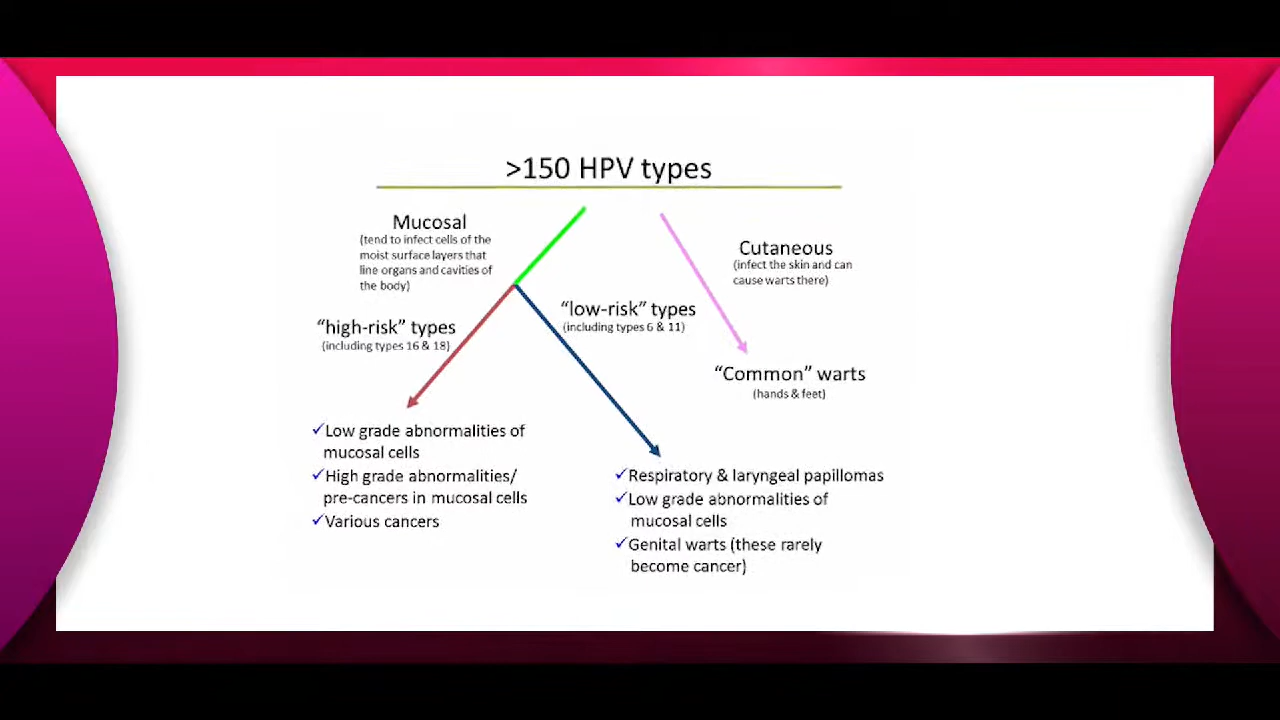 >150 HPV types
Mucosal
(tend to infect cells of the
moist surface layers that
line organs and cavities of
the body)
Cutaneous
(infect the skin and can
cause warts there)
“high-risk” types
(including types 16 & 18)
“low-risk” types
(including types 6 & 11)
“Common” warts
(hands & feet)
✓Low grade abnormalities of
mucosal cells
✓High grade abnormalities/
pre-cancers in mucosal cells
✓Various cancers
✓Respiratory & laryngeal papillomas
✓Low grade abnormalities of
mucosal cells
✓Genital warts (these rarely
become cancer)